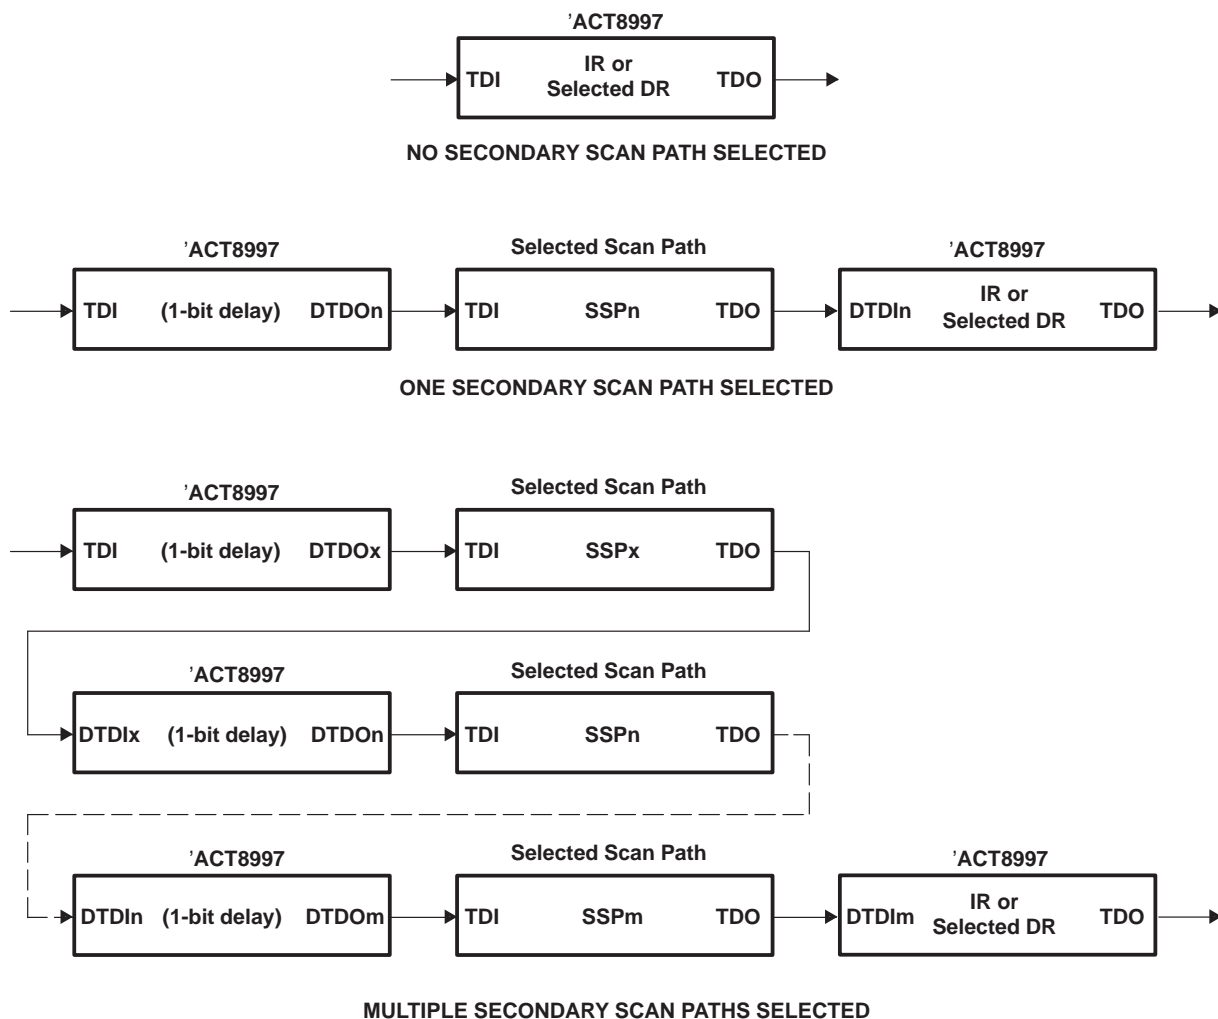 ’ACT8997
TDI IR or Selected DR TDO
NO SECONDARY SCAN PATH SELECTED
’ACT8997 Selected Scan Path ’ACT8997
TDI (1-bit delay) DTDOn TDI SSPn TDO DTDIn IR or Selected DR TDO
ONE SECONDARY SCAN PATH SELECTED
’ACT8997 Selected Scan Path
TDI (1-bit delay) DTDOx TDI SSPx TDO
’ACT8997 Selected Scan Path
DTDIx (1-bit delay) DTDOn TDI SSPn TDO
’ACT8997 Selected Scan Path ’ACT8997
DTDIn (1-bit delay) DTDOm TDI SSPm TDO DTDIm IR or Selected DR TDO
MULTIPLE SECONDARY SCAN PATHS SELECTED